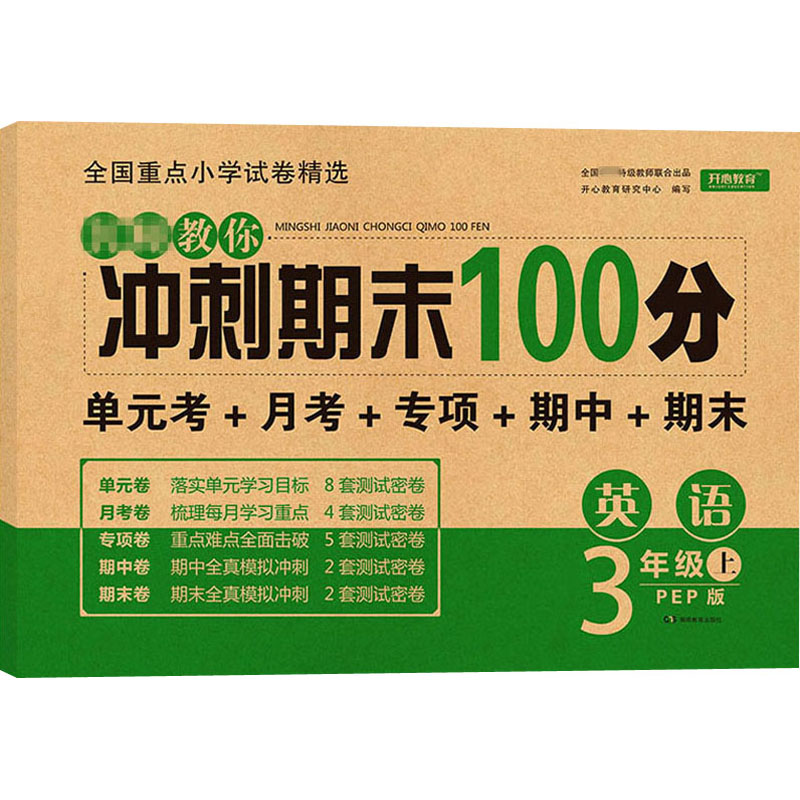 全国重点小学试卷精选
全国 特级教师联合出品
开心教育研究中心 编写
开心教育
教你
MINGSHI JIAONI CHONGCI QIMO 100 FEN
冲刺期末100分
单元考+月考+专项+期中+期末
单元卷 落实单元学习目标 8套测试密卷
月考卷 梳理每月学习重点 4套测试密卷
专项卷 重点难点全面击破 5套测试密卷
期中卷 期中全真模拟冲刺 2套测试密卷
期末卷 期末全真模拟冲刺 2套测试密卷
英语
3年级上
PEP版